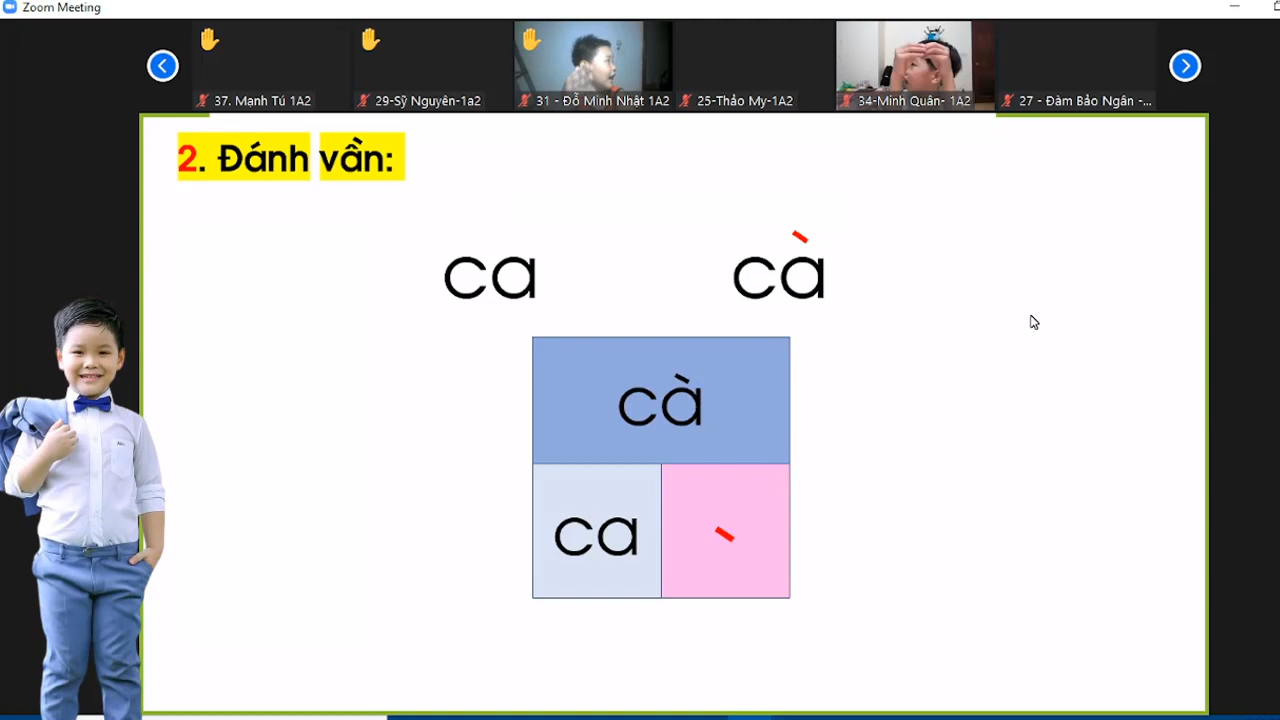 Zoom Meeting
37. Mạnh Tú 1A2
29-Sỹ Nguyên-1a2
31 - Đỗ Minh Nhật 1A2
25-Thảo My-1A2
34-Minh Quân- 1A2
27 - Đàm Bảo Ngân -...
2. Đánh vần:
ca cà
cà
ca